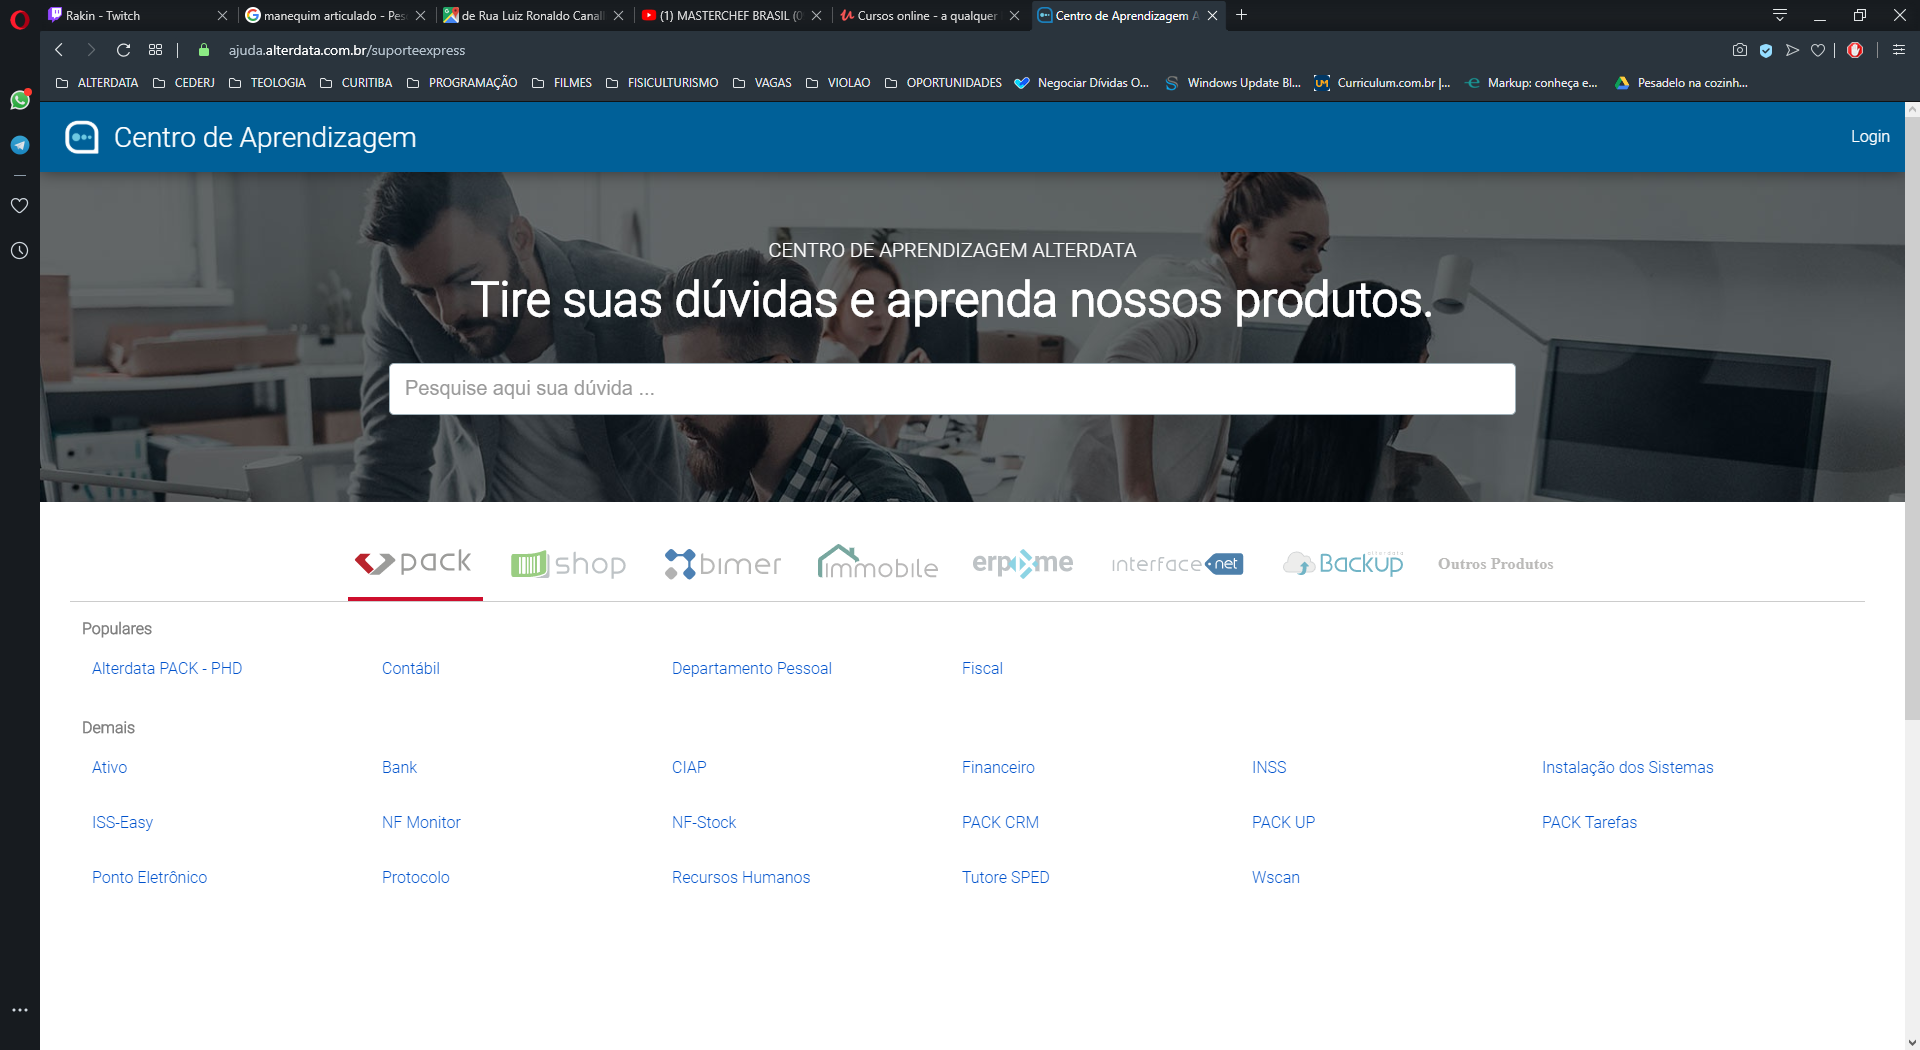 Rakin - Twitch
manequim articulado - Pes
de Rua Luiz Ronaldo Canal
(1) MASTERCHEF BRASIL (0
Cursos online - a qualquer
Centro de Aprendizagem A
ajuda.alterdata.com.br/suporteexpress
ALTERDATA
CEDERJ
TEOLOGIA
CURITIBA
PROGRAMAÇÃO
FILMES
FISICULTURISMO
VAGAS
VIOLAO
OPORTUNIDADES
Negociar Dívidas O...
Windows Update Bl...
UM
Curriculum.com.br |...
Markup: conheça e...
Pesadelo na cozinh...
Centro de Aprendizagem
Login
CENTRO DE APRENDIZAGEM ALTERDATA
Tire suas dúvidas e aprenda nossos produtos.
Pesquise aqui sua dúvida ...
pack
shop
bimer
immobile
erp me
interface net
alterdata
Backup
Outros Produtos
Populares
Alterdata PACK - PHD
Contábil
Departamento Pessoal
Fiscal
Demais
Ativo
Bank
CIAP
Financeiro
INSS
Instalação dos Sistemas
ISS-Easy
NF Monitor
NF-Stock
PACK CRM
PACK UP
PACK Tarefas
Ponto Eletrônico
Protocolo
Recursos Humanos
Tutore SPED
Wscan